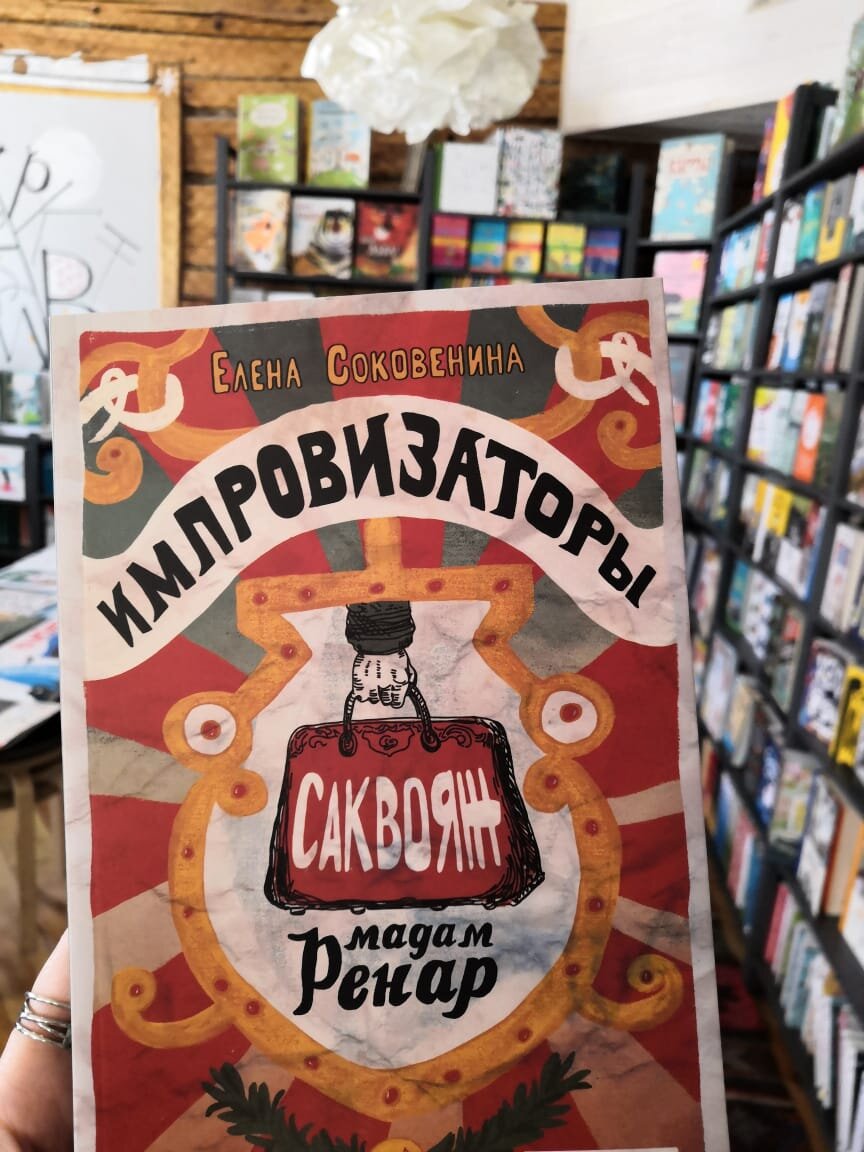 Елена Соковенина
ИМПРОВИЗАТОРЫ
САКВОЯЖ
мадам
Ренар